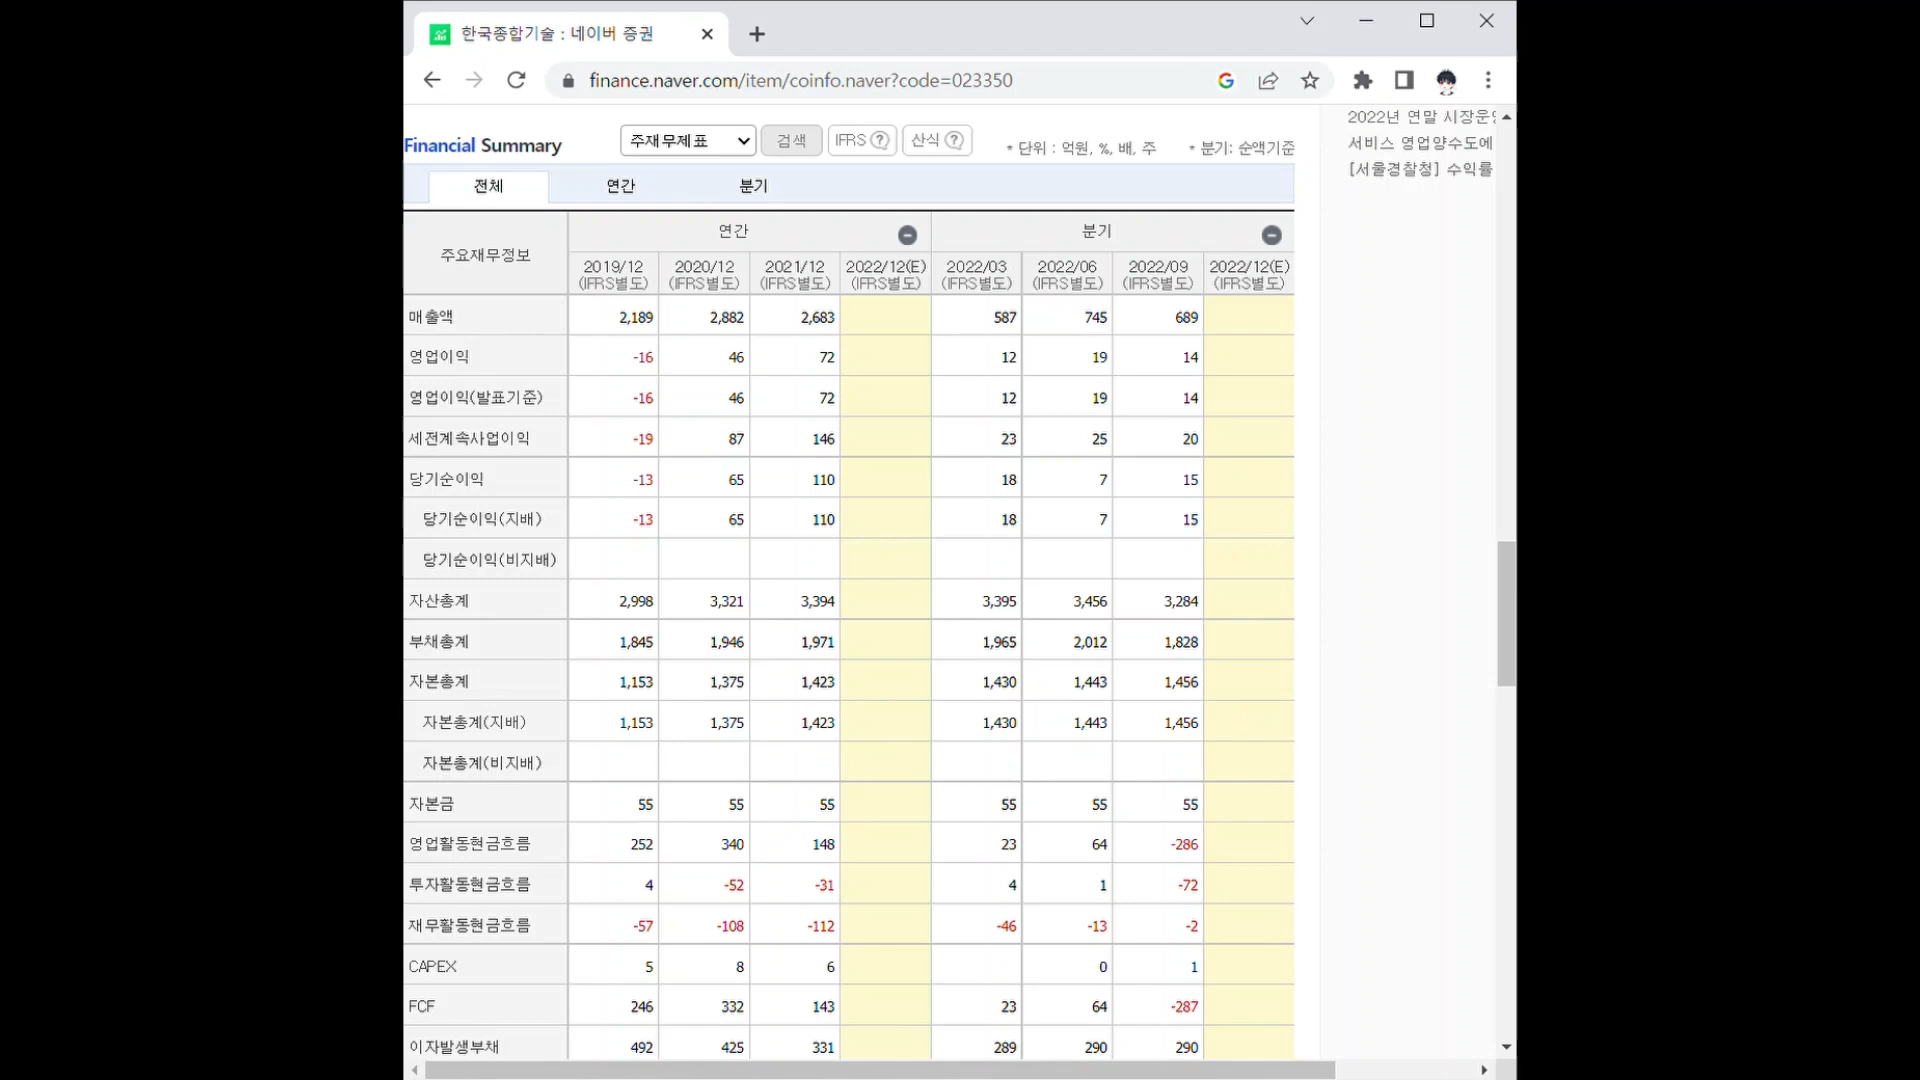 한국종합기술 : 네이버 증권
finance.naver.com/item/coinfo.naver?code=023350
Financial Summary 주재무제표 검색 IFRS ? 산식 ? * 단위 : 억원, %, 배, 주 * 분기: 순액기준
전체 연간 분기
주요재무정보 연간 분기
2019/12 2020/12 2021/12 2022/12(E) 2022/03 2022/06 2022/09 2022/12(E)
(IFRS별도) (IFRS별도) (IFRS별도) (IFRS별도) (IFRS별도) (IFRS별도) (IFRS별도) (IFRS별도)
매출액 2,189 2,882 2,683 587 745 689
영업이익 -16 46 72 12 19 14
영업이익(발표기준) -16 46 72 12 19 14
세전계속사업이익 -19 87 146 23 25 20
당기순이익 -13 65 110 18 7 15
당기순이익(지배) -13 65 110 18 7 15
당기순이익(비지배)
자산총계 2,998 3,321 3,394 3,395 3,456 3,284
부채총계 1,845 1,946 1,971 1,965 2,012 1,828
자본총계 1,153 1,375 1,423 1,430 1,443 1,456
자본총계(지배) 1,153 1,375 1,423 1,430 1,443 1,456
자본총계(비지배)
자본금 55 55 55 55 55 55
영업활동현금흐름 252 340 148 23 64 -286
투자활동현금흐름 4 -52 -31 4 1 -72
재무활동현금흐름 -57 -108 -112 -46 -13 -2
CAPEX 5 8 6 0 1
FCF 246 332 143 23 64 -287
이자발생부채 492 425 331 289 290 290
2022년 연말 시장운영
서비스 영업양수도에
[서울경찰청] 수익률